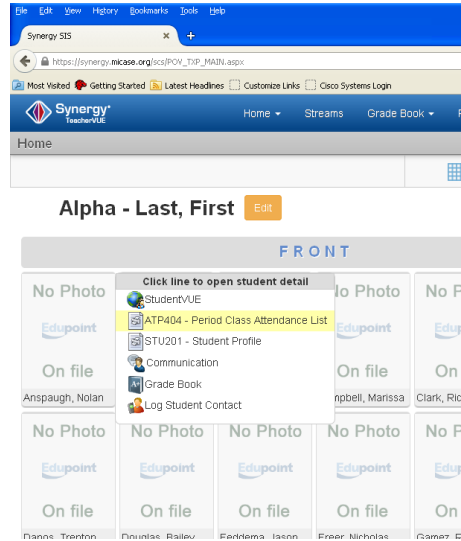 File Edit View History Bookmarks Tools Help
Synergy SIS × +
https://synergy.micase.org/scs/POV_TXP_MAIN.aspx
Most Visited Getting Started Latest Headlines Customize Links Cisco Systems Login
Synergy
TeacherVUE
Home Streams Grade Book
Home
Alpha - Last, First Edit
FRONT
Click line to open student detail
StudentVUE
ATP404 - Period Class Attendance List
STU201 - Student Profile
Communication
Grade Book
Log Student Contact
No Photo No Photo No P
Edupoint Edupoint Edup
On file On file On
Anspaugh, Nolan mpbell, Marissa Clark, Ric
No Photo No Photo No Photo No Photo No P
Edupoint Edupoint Edupoint Edupoint Edup
On file On file On file On file On
Danos, Trenton Douglas, Bailey Feddema, Jason Freer, Nicholas Gamez, R